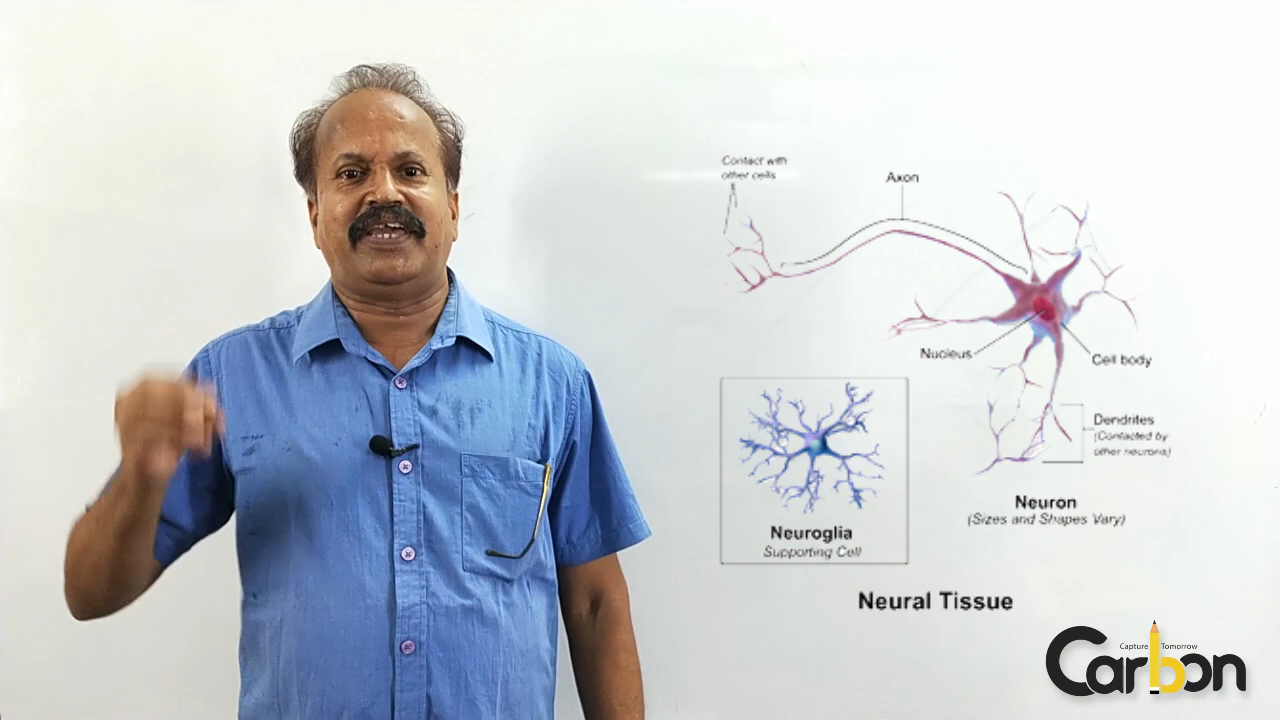 Contact with
other cells
Axon
Nucleus
Cell body
Dendrites
(Contacted by
other neurons)
Neuron
(Sizes and Shapes Vary)
Neuroglia
Supporting Cell
Neural Tissue
Capture Tomorrow
Carbon